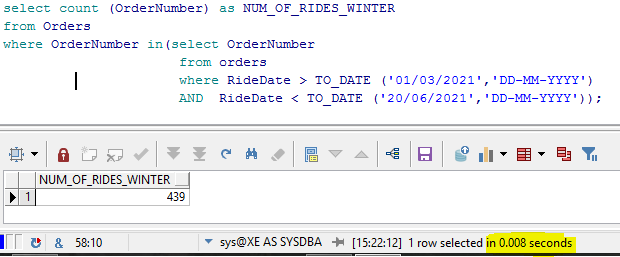 select count (OrderNumber) as NUM_OF_RIDES_WINTER
from Orders
where OrderNumber in(select OrderNumber
from orders
where RideDate > TO_DATE ('01/03/2021','DD-MM-YYYY')
AND RideDate < TO_DATE ('20/06/2021','DD-MM-YYYY'));
NUM_OF_RIDES_WINTER
1 439
& 58:10 sys@XE AS SYSDBA [15:22:12] 1 row selected in 0.008 seconds